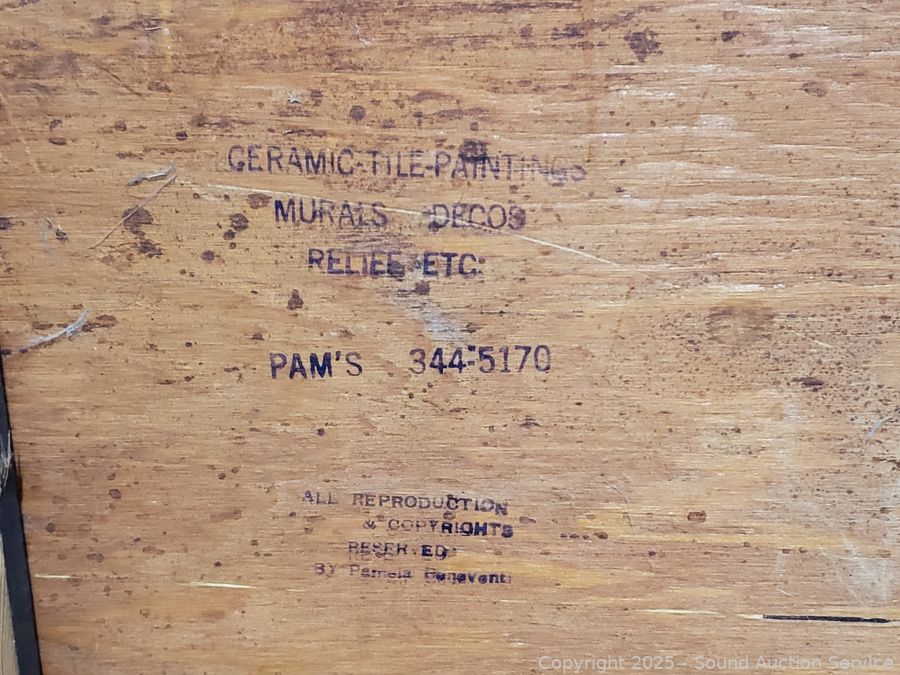 CERAMIC-TILE-PAINTINGS
MURALS DECOS
RELIEF ETC.
PAM'S 344-5170
ALL REPRODUCTION
& COPYRIGHTS
RESERVED
BY Pamela Beneventi
Copyright 2025 - Sound Auction Service